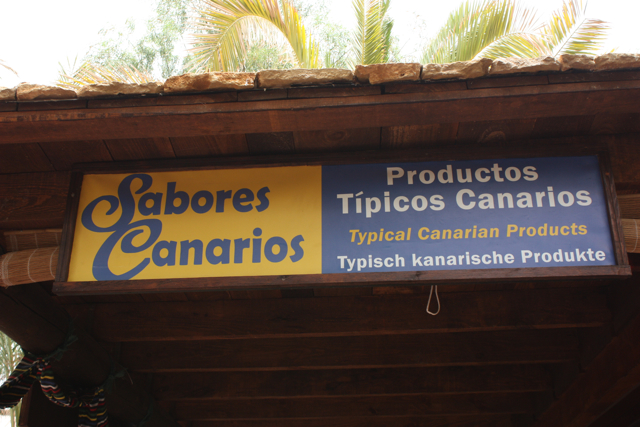 Sabores
Canarios
Productos
Típicos Canarios
Typical Canarian Products
Typisch kanarische Produkte